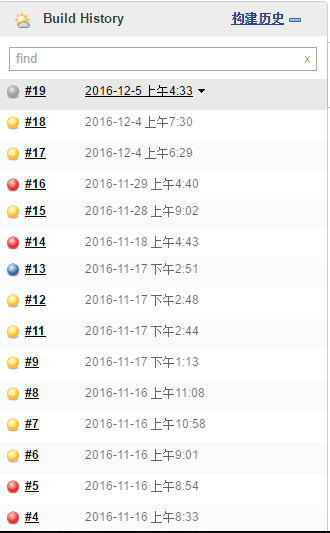 Build History 构建历史
find x
#19 2016-12-5 上午4:33
#18 2016-12-4 上午7:30
#17 2016-12-4 上午6:29
#16 2016-11-29 上午4:40
#15 2016-11-28 上午9:02
#14 2016-11-18 上午4:43
#13 2016-11-17 下午2:51
#12 2016-11-17 下午2:48
#11 2016-11-17 下午2:44
#9 2016-11-17 下午1:13
#8 2016-11-16 上午11:08
#7 2016-11-16 上午10:58
#6 2016-11-16 上午9:01
#5 2016-11-16 上午8:54
#4 2016-11-16 上午8:33